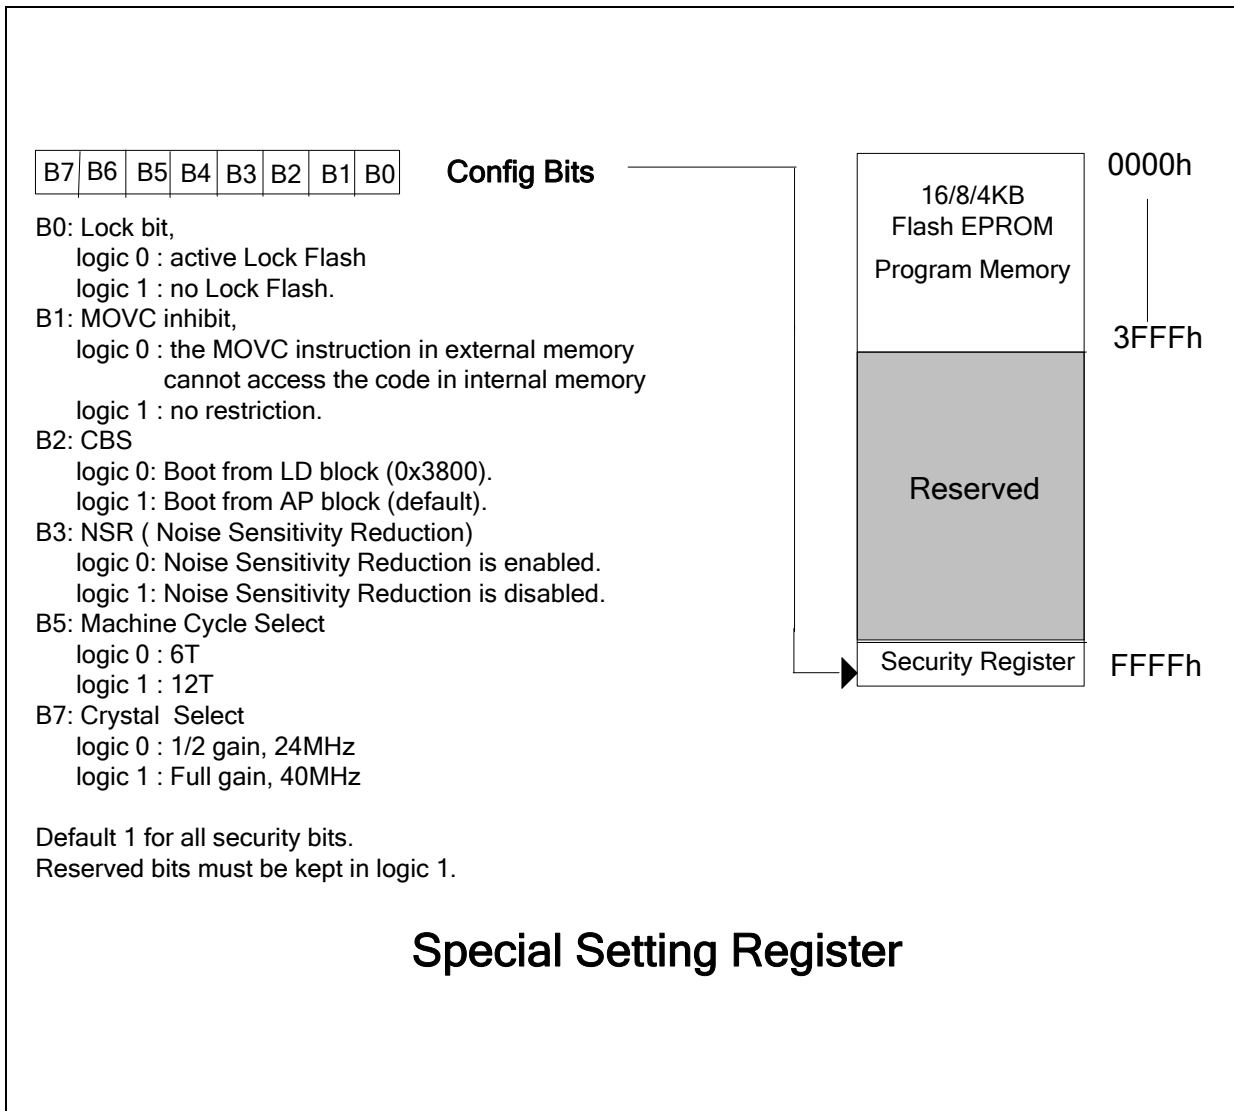 B7 B6 B5 B4 B3 B2 B1 B0
Config Bits
B0: Lock bit,
logic 0 : active Lock Flash
logic 1 : no Lock Flash.
B1: MOVC inhibit,
logic 0 : the MOVC instruction in external memory
cannot access the code in internal memory
logic 1 : no restriction.
B2: CBS
logic 0: Boot from LD block (0x3800).
logic 1: Boot from AP block (default).
B3: NSR ( Noise Sensitivity Reduction)
logic 0: Noise Sensitivity Reduction is enabled.
logic 1: Noise Sensitivity Reduction is disabled.
B5: Machine Cycle Select
logic 0 : 6T
logic 1 : 12T
B7: Crystal Select
logic 0 : 1/2 gain, 24MHz
logic 1 : Full gain, 40MHz
Default 1 for all security bits.
Reserved bits must be kept in logic 1.
16/8/4KB
Flash EPROM
Program Memory
0000h
3FFFh
Reserved
Security Register
FFFFh
Special Setting Register